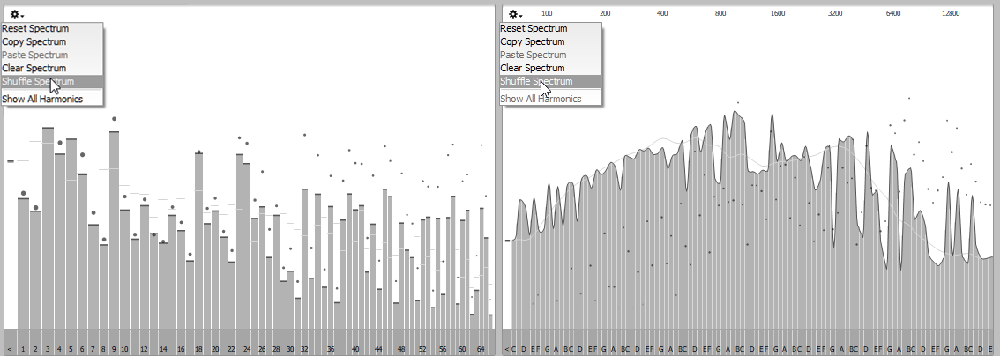 Reset Spectrum
Copy Spectrum
Paste Spectrum
Clear Spectrum
Shuffle Spectrum
Show All Harmonics
< 1 2 3 4 5 6 7 8 9 10 12 14 16 18 20 22 24 26 28 30 32 36 40 44 48 52 56 60 64
100 200 400 800 1600 3200 6400 12800
Reset Spectrum
Copy Spectrum
Paste Spectrum
Clear Spectrum
Shuffle Spectrum
Show All Harmonics
< C D EF G A BC D EF G A BC D EF G A BC D EF G A BC D EF G A BC D EF G A BC D EF G A BC D EF G A BC D E